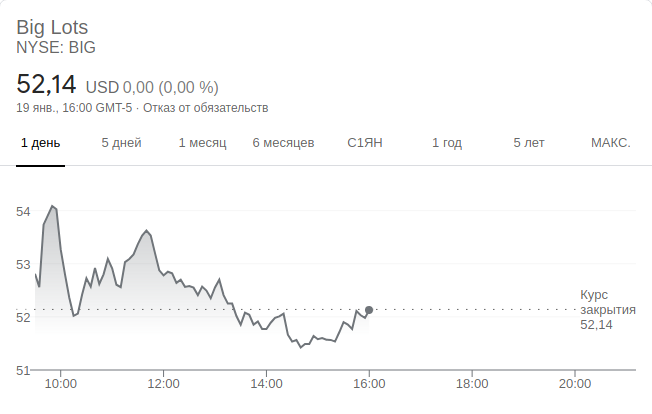 Big Lots
NYSE: BIG
52,14 USD 0,00 (0,00 %)
19 янв., 16:00 GMT-5 · Отказ от обязательств
1 день 5 дней 1 месяц 6 месяцев С1ЯН 1 год 5 лет МАКС.
54
53
52
51
Курс
закрытия
52,14
10:00 12:00 14:00 16:00 18:00 20:00